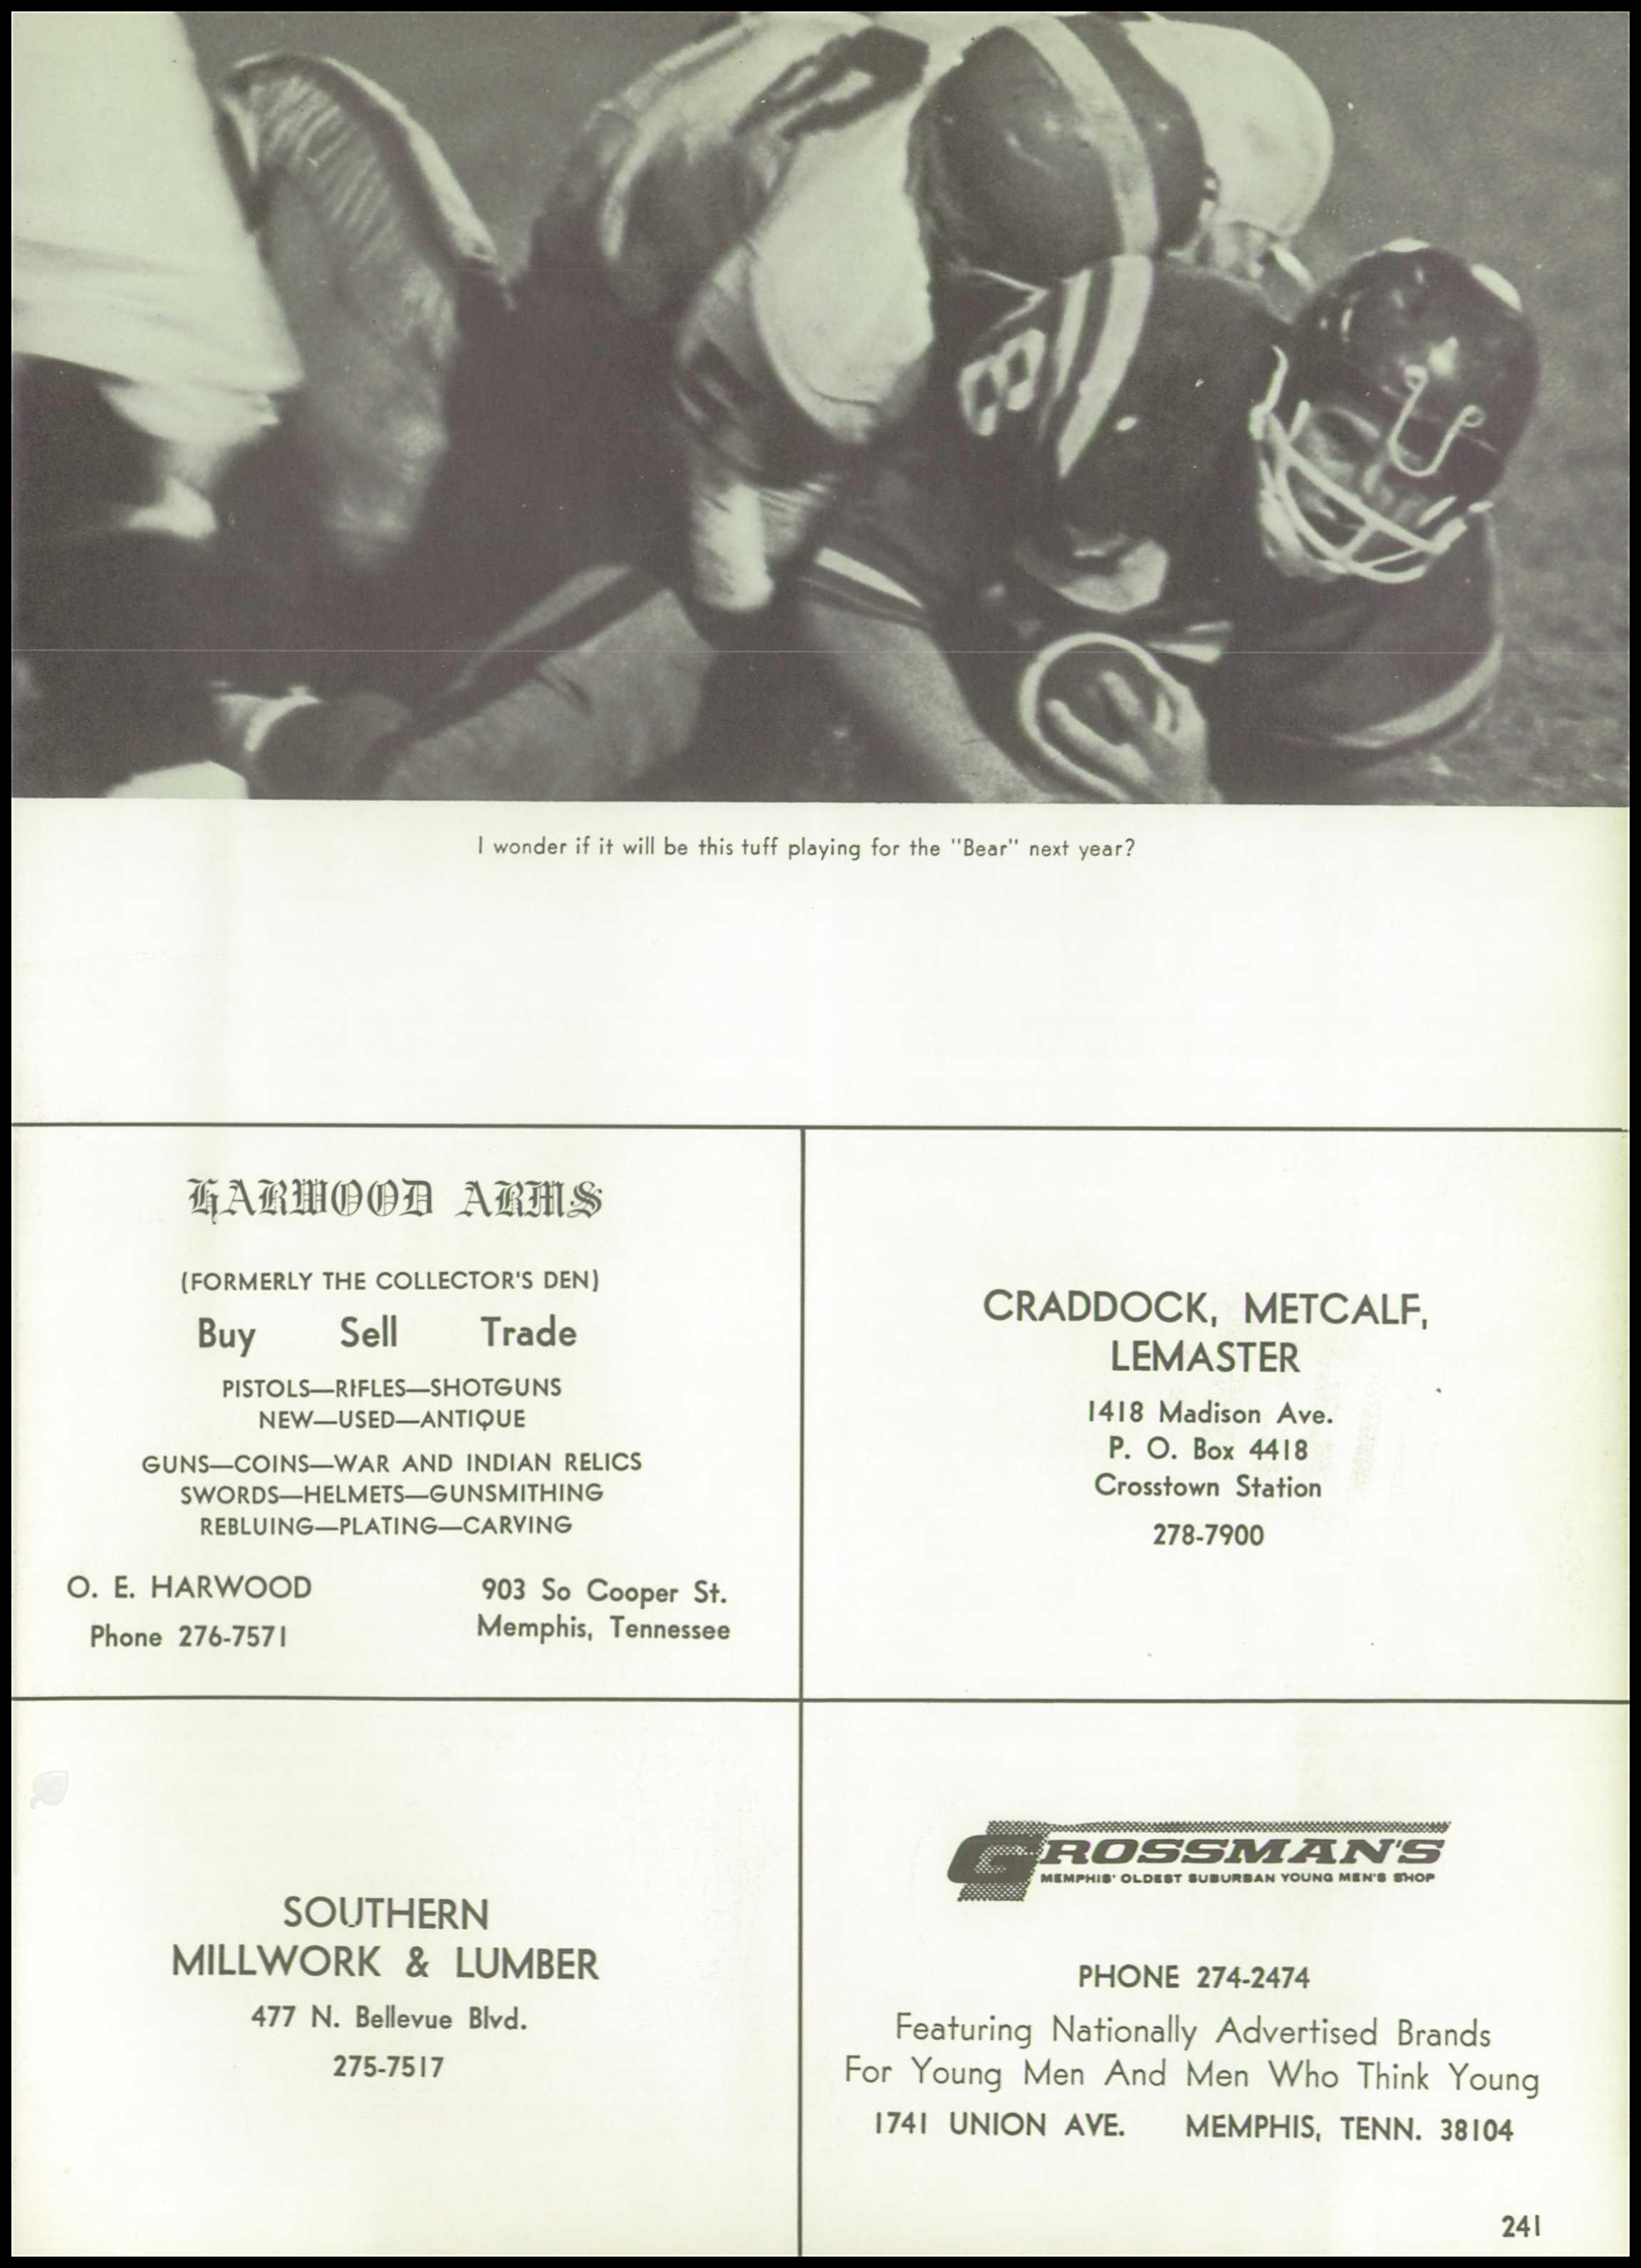 I wonder if it will be this tuff playing for the "Bear" next year?
HARWOOD ARMS
(FORMERLY THE COLLECTOR'S DEN)
Buy Sell Trade
PISTOLS—RIFLES—SHOTGUNS
NEW—USED—ANTIQUE
GUNS—COINS—WAR AND INDIAN RELICS
SWORDS—HELMETS—GUNSMITHING
REBLUING—PLATING—CARVING
O. E. HARWOOD
Phone 276-7571
903 So Cooper St.
Memphis, Tennessee
CRADDOCK, METCALF,
LEMASTER
1418 Madison Ave.
P. O. Box 4418
Crosstown Station
278-7900
SOUTHERN
MILLWORK & LUMBER
477 N. Bellevue Blvd.
275-7517
GROSSMAN'S
MEMPHIS' OLDEST SUBURBAN YOUNG MEN'S SHOP
PHONE 274-2474
Featuring Nationally Advertised Brands
For Young Men And Men Who Think Young
1741 UNION AVE. MEMPHIS, TENN. 38104
241